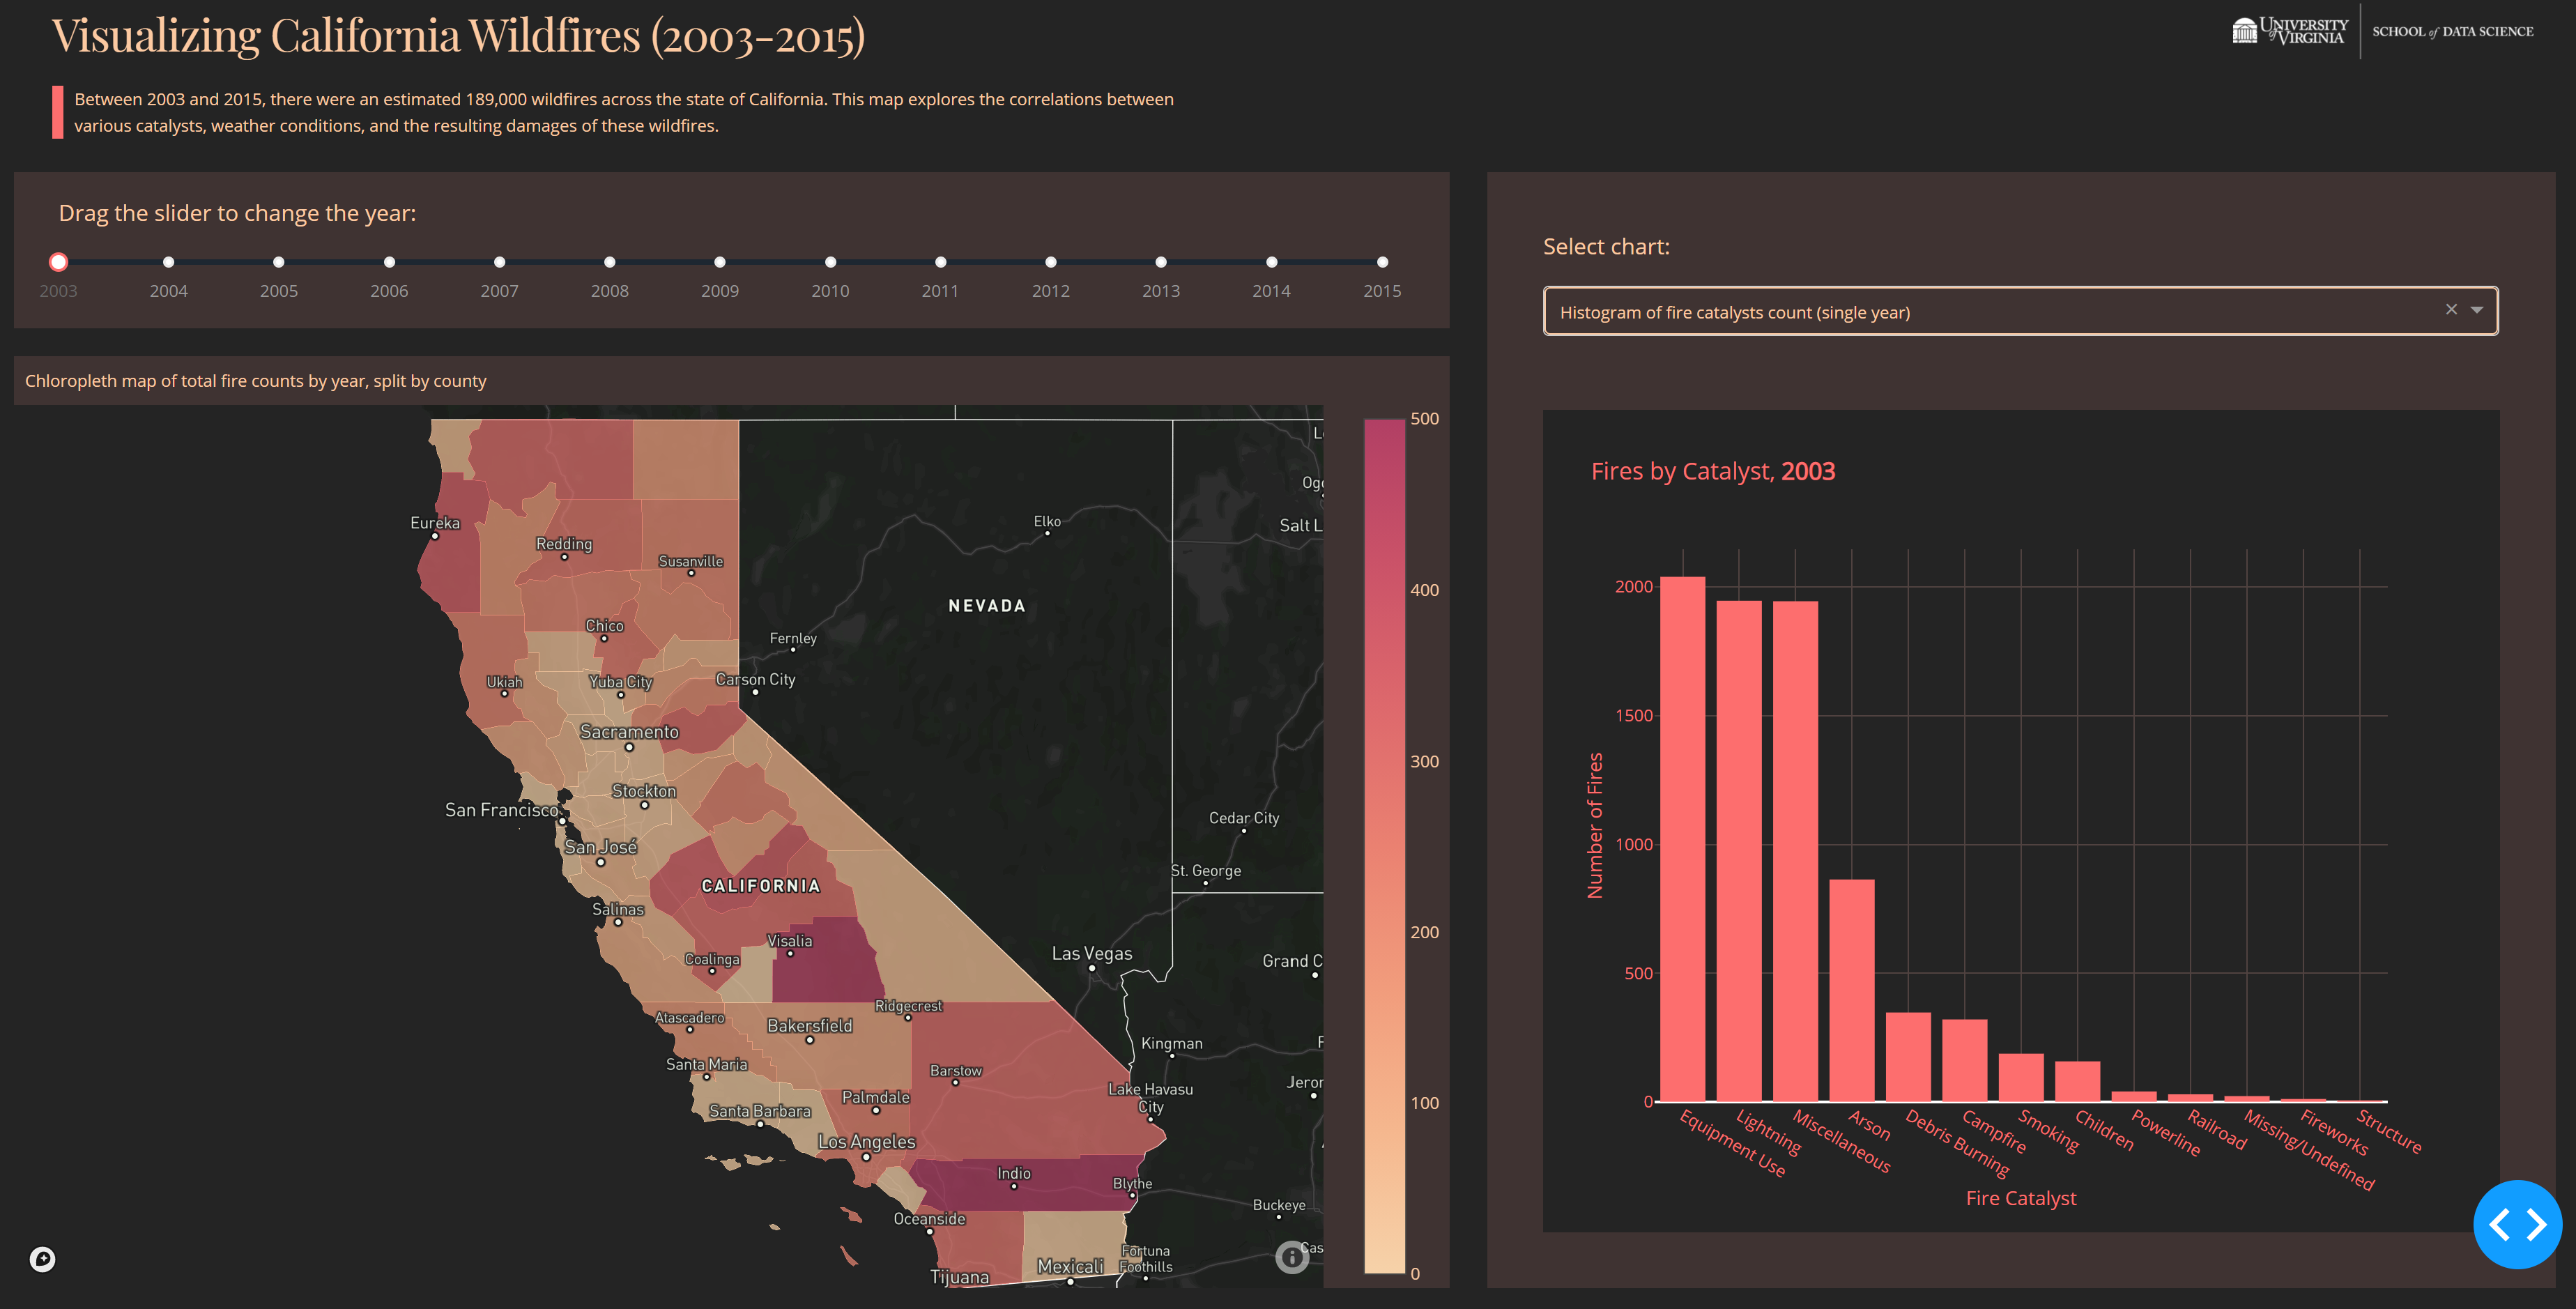 Visualizing California Wildfires (2003-2015)
UNIVERSITY of VIRGINIA
SCHOOL of DATA SCIENCE
Between 2003 and 2015, there were an estimated 189,000 wildfires across the state of California. This map explores the correlations between
various catalysts, weather conditions, and the resulting damages of these wildfires.
Drag the slider to change the year:
2003 2004 2005 2006 2007 2008 2009 2010 2011 2012 2013 2014 2015
Chloropleth map of total fire counts by year, split by county
Eureka
Redding
Susanville
Chico
Ukiah
Yuba City
Carson City
Fernley
Elko
NEVADA
Salt L
Sacramento
Stockton
San Francisco
San José
CALIFORNIA
Salinas
Visalia
Coalinga
Cedar City
St. George
Las Vegas
Grand C
Ridgecrest
Atascadero
Bakersfield
Santa Maria
Barstow
Kingman
Santa Barbara
Palmdale
Lake Havasu
City
Jeror
Los Angeles
Indio
Blythe
Oceanside
Buckeye
Cas
Fortuna
Foothills
Mexicali
Tijuana
500
400
300
200
100
0
Select chart:
Histogram of fire catalysts count (single year)
Fires by Catalyst, 2003
Number of Fires
2000
1500
1000
500
0
Equipment Use
Lightning
Miscellaneous
Arson
Debris Burning
Campfire
Smoking
Children
Powerline
Railroad
Missing/Undefined
Fireworks
Structure
Fire Catalyst